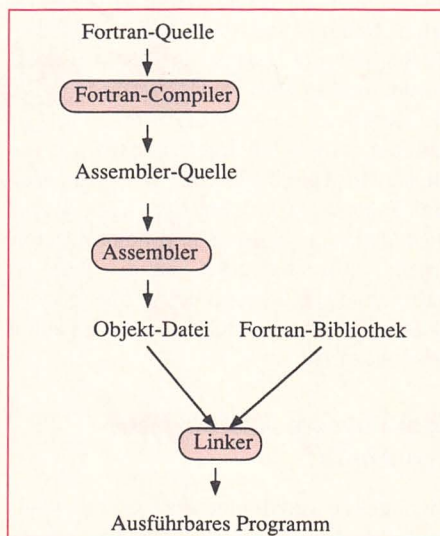 Fortran-Quelle
Fortran-Compiler
Assembler-Quelle
Assembler
Objekt-Datei Fortran-Bibliothek
Linker
Ausführbares Programm